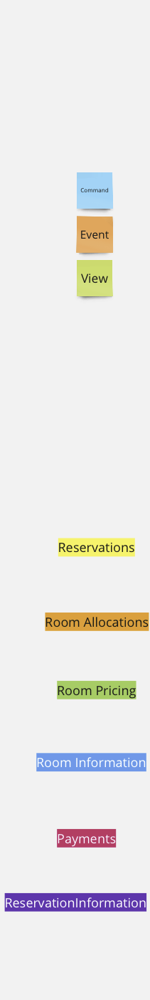 Command
Event
View
Reservations
Room Allocations
Room Pricing
Room Information
Payments
ReservationInformation